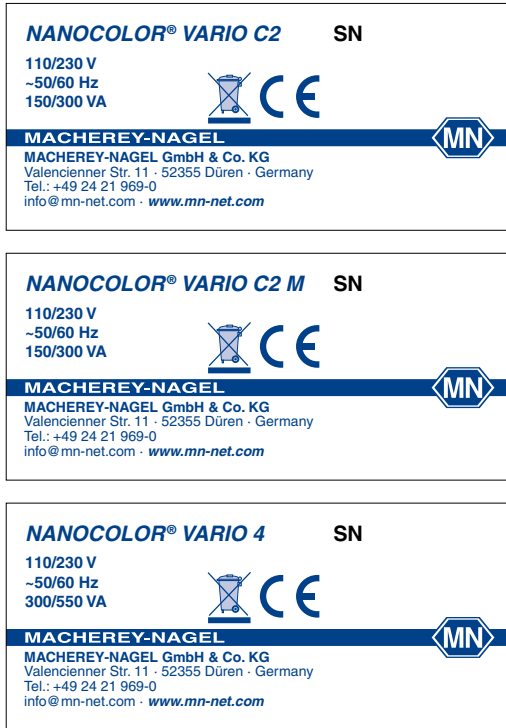 NANOCOLOR® VARIO C2 SN
110/230 V
~50/60 Hz
150/300 VA
CE
MACHEREY-NAGEL MN
MACHEREY-NAGEL GmbH & Co. KG
Valencienner Str. 11 · 52355 Düren · Germany
Tel.: +49 24 21 969-0
info@mn-net.com · www.mn-net.com
NANOCOLOR® VARIO C2 M SN
110/230 V
~50/60 Hz
150/300 VA
CE
MACHEREY-NAGEL MN
MACHEREY-NAGEL GmbH & Co. KG
Valencienner Str. 11 · 52355 Düren · Germany
Tel.: +49 24 21 969-0
info@mn-net.com · www.mn-net.com
NANOCOLOR® VARIO 4 SN
110/230 V
~50/60 Hz
300/550 VA
CE
MACHEREY-NAGEL MN
MACHEREY-NAGEL GmbH & Co. KG
Valencienner Str. 11 · 52355 Düren · Germany
Tel.: +49 24 21 969-0
info@mn-net.com · www.mn-net.com